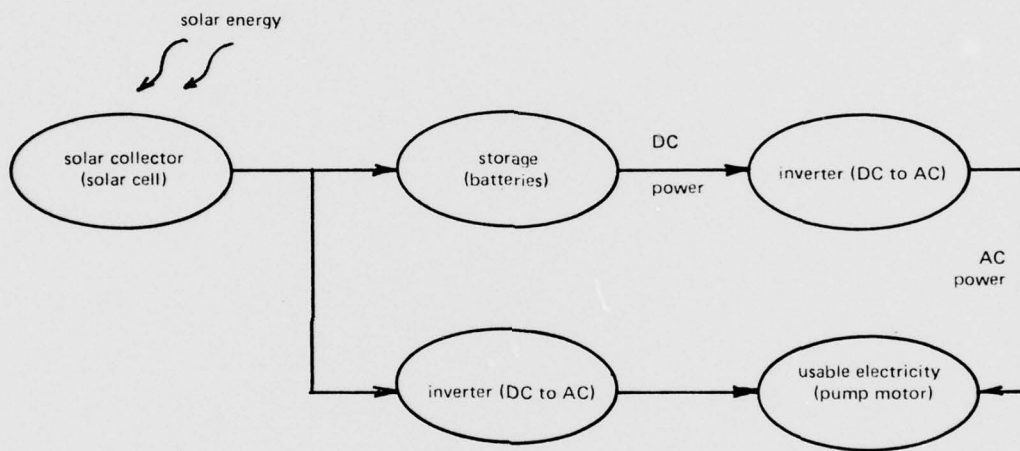 solar energy
solar collector
(solar cell)
storage
(batteries)
DC
power
inverter (DC to AC)
AC
power
inverter (DC to AC)
usable electricity
(pump motor)